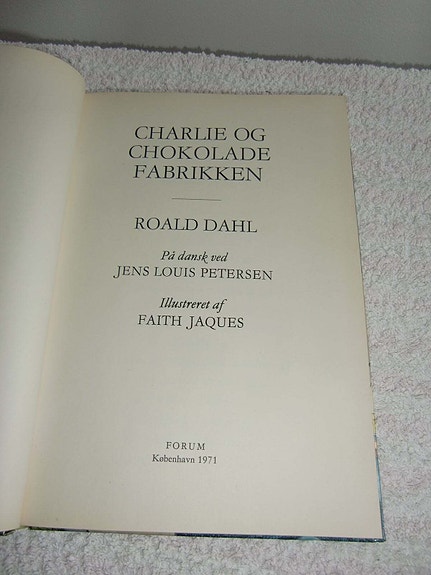 CHARLIE OG
CHOKOLADE
FABRIKKEN
ROALD DAHL
På dansk ved
JENS LOUIS PETERSEN
Illustreret af
FAITH JAQUES
FORUM
København 1971